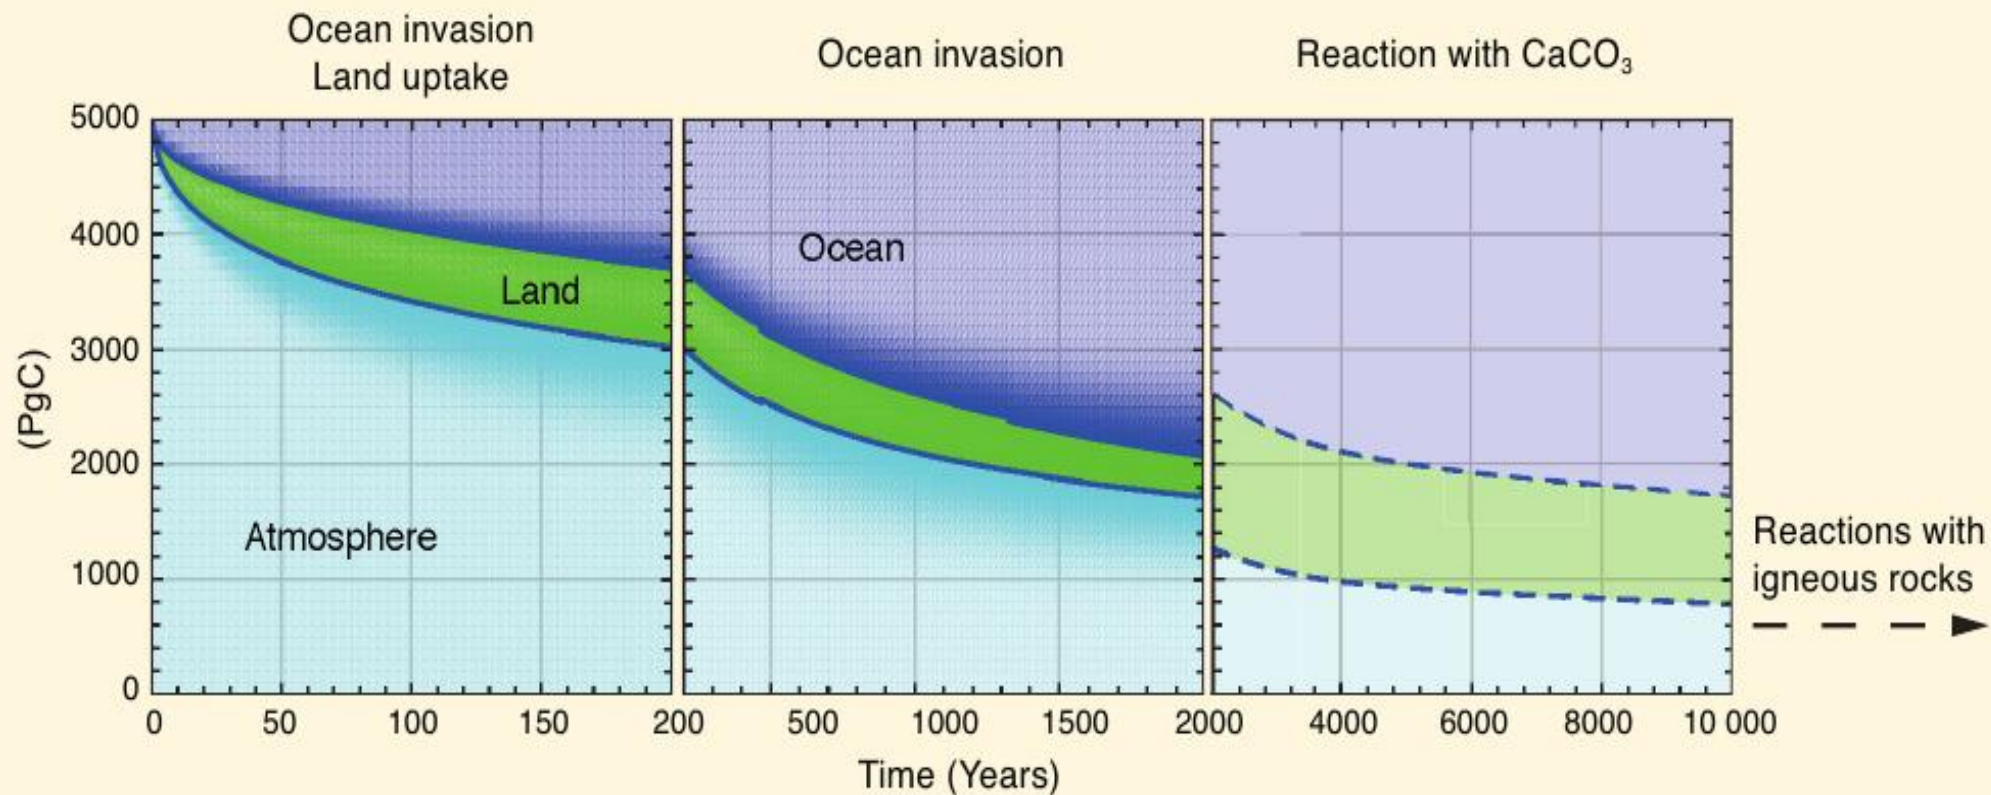 Ocean invasion
Land uptake
Ocean invasion
Reaction with CaCO₃
5000
4000
3000
2000
1000
0
(PgC)
Atmosphere
Land
Ocean
Reactions with
igneous rocks
0 50 100 150 200 500 1000 1500 2000 4000 6000 8000 10 000
Time (Years)